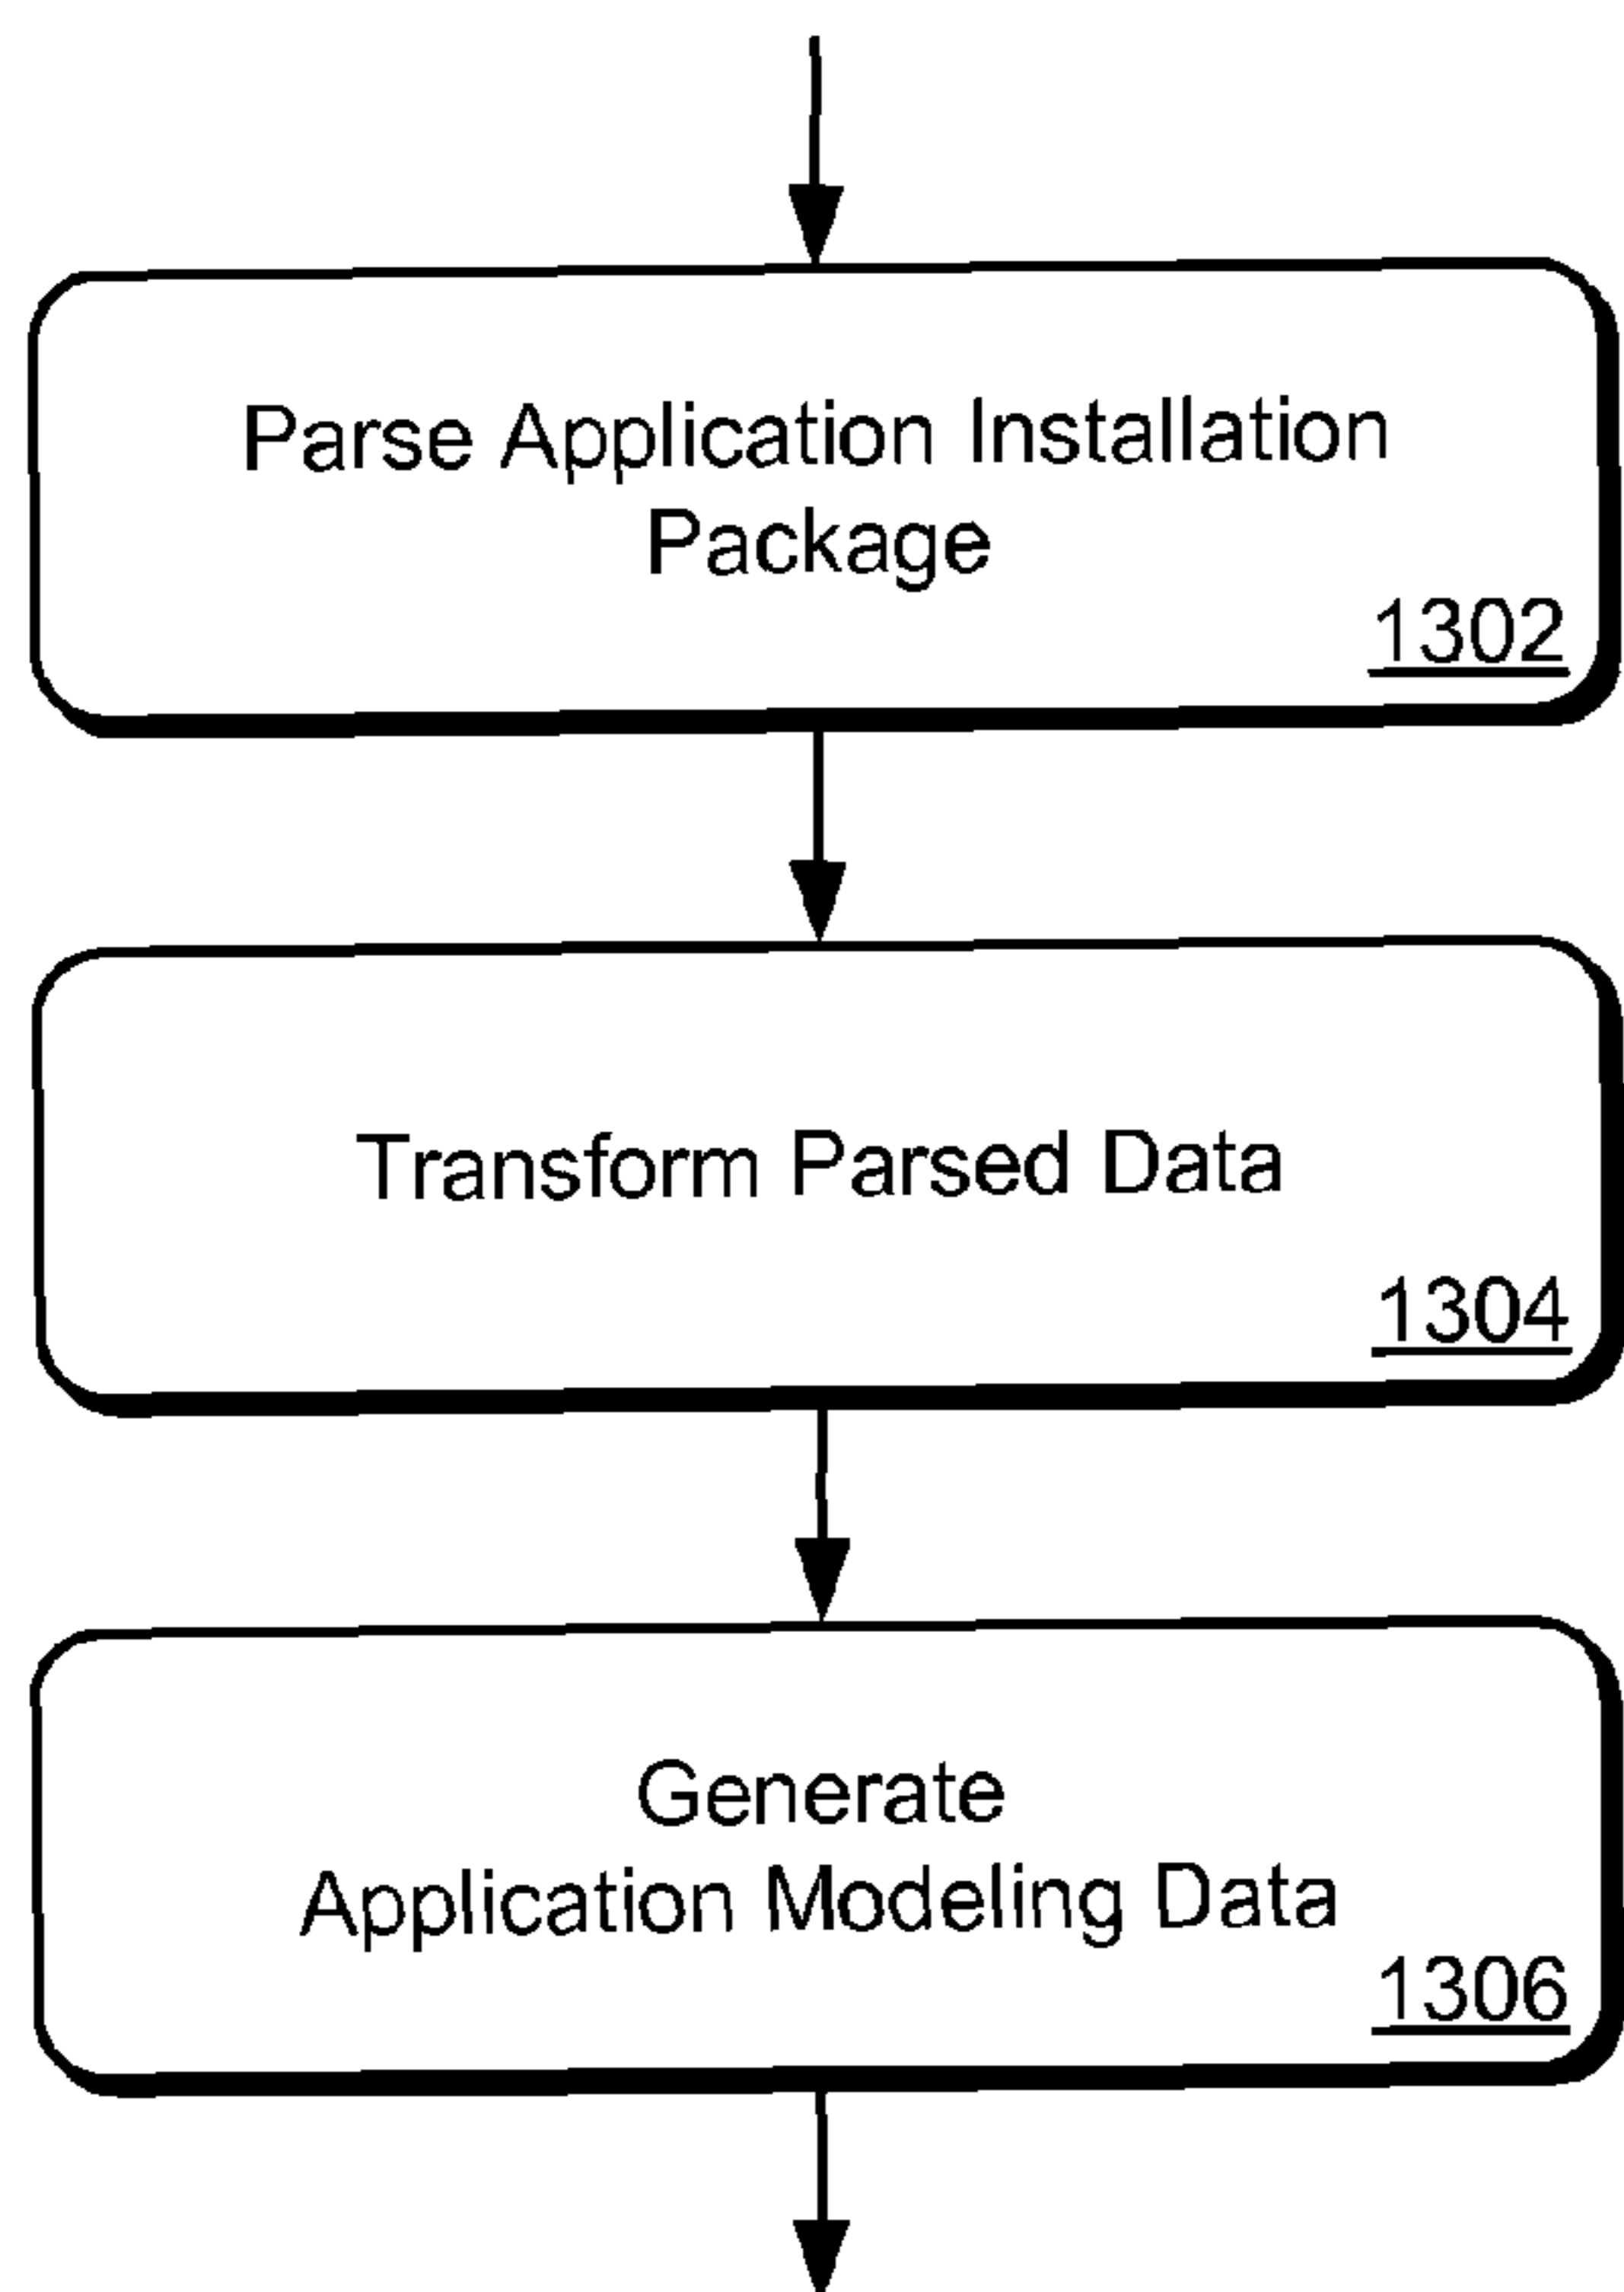 Parse Application Installation
Package
1302
Transform Parsed Data
1304
Generate
Application Modeling Data
1306